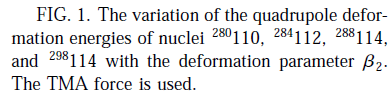 FIG. 1. The variation of the quadrupole defor-
mation energies of nuclei ²⁸⁰110, ²⁸⁴112, ²⁸⁸114,
and ²⁹⁸114 with the deformation parameter β₂.
The TMA force is used.